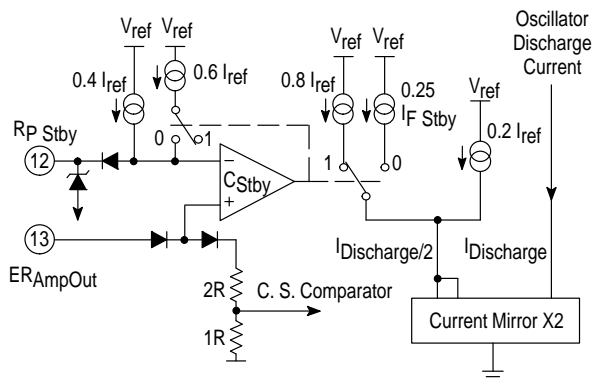 Vref Vref Vref Vref Oscillator
Discharge
Current
0.4 Iref 0.6 Iref 0.8 Iref 0.25
IF Stby
Vref
0.2 Iref
RP Stby
12
0 1
1 0
−
CStby
+
13
ERAmpOut
IDischarge/2 IDischarge
2R
C. S. Comparator
1R
Current Mirror X2